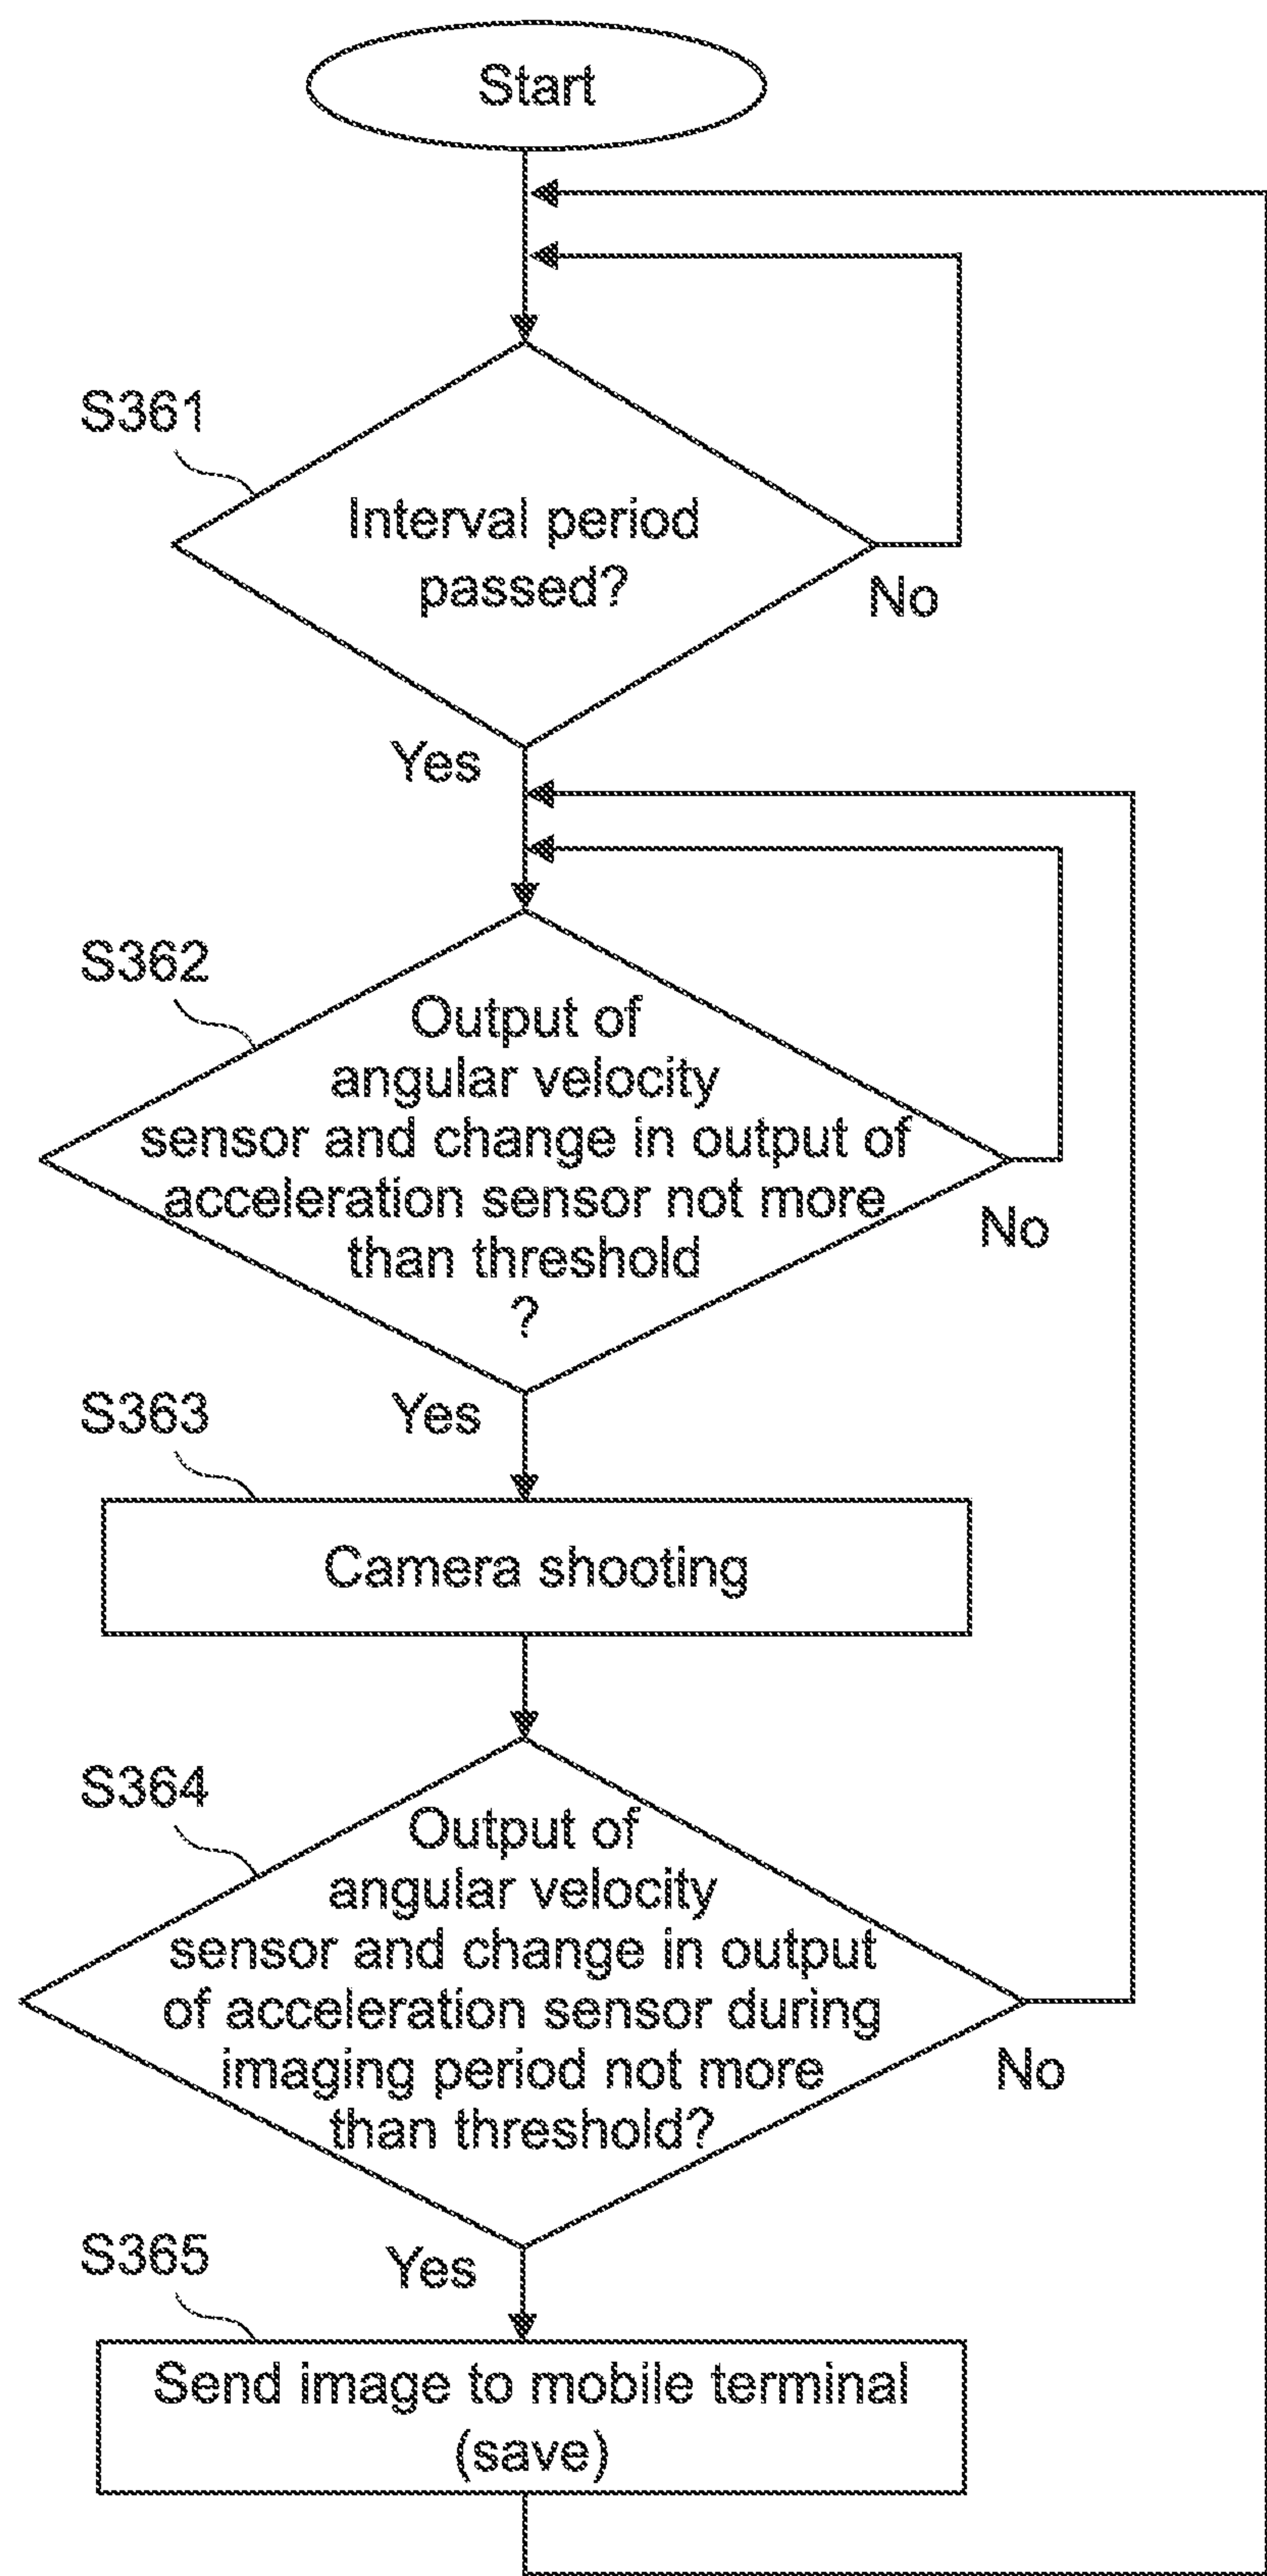 Start
S361
Interval period
passed?
No
Yes
S362
Output of
angular velocity
sensor and change in output of
acceleration sensor not more
than threshold
?
No
Yes
S363
Camera shooting
S364
Output of
angular velocity
sensor and change in output
of acceleration sensor during
imaging period not more
than threshold?
No
Yes
S365
Send image to mobile terminal
(save)